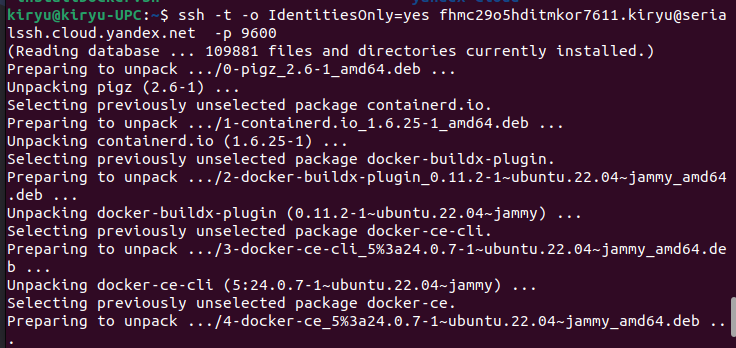 kiryu@kiryu-UPC:~$ ssh -t -o IdentitiesOnly=yes fhmc29o5hditmkor7611.kiryu@seria
lssh.cloud.yandex.net  -p 9600
(Reading database ... 109881 files and directories currently installed.)
Preparing to unpack .../0-pigz_2.6-1_amd64.deb ...
Unpacking pigz (2.6-1) ...
Selecting previously unselected package containerd.io.
Preparing to unpack .../1-containerd.io_1.6.25-1_amd64.deb ...
Unpacking containerd.io (1.6.25-1) ...
Selecting previously unselected package docker-buildx-plugin.
Preparing to unpack .../2-docker-buildx-plugin_0.11.2-1~ubuntu.22.04~jammy_amd64
.deb ...
Unpacking docker-buildx-plugin (0.11.2-1~ubuntu.22.04~jammy) ...
Selecting previously unselected package docker-ce-cli.
Preparing to unpack .../3-docker-ce-cli_5%3a24.0.7-1~ubuntu.22.04~jammy_amd64.de
b ...
Unpacking docker-ce-cli (5:24.0.7-1~ubuntu.22.04~jammy) ...
Selecting previously unselected package docker-ce.
Preparing to unpack .../4-docker-ce_5%3a24.0.7-1~ubuntu.22.04~jammy_amd64.deb ..
.